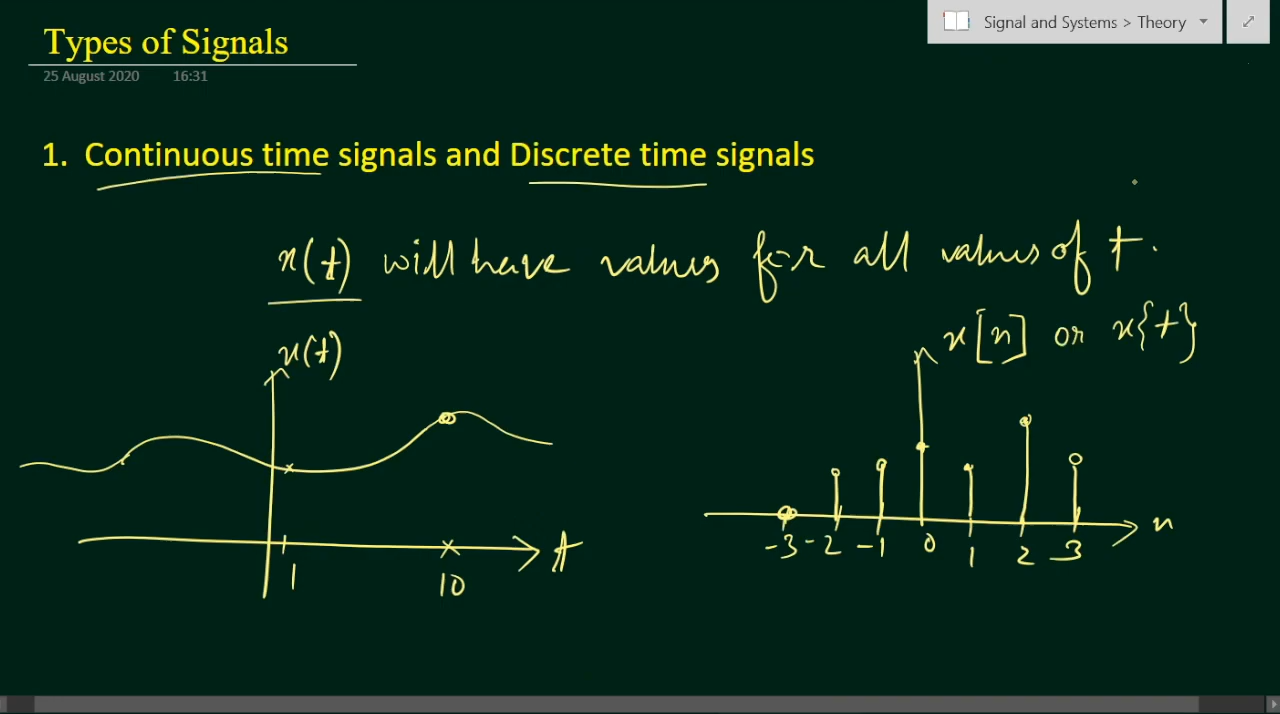 Signal and Systems > Theory
Types of Signals
25 August 2020 16:31
1. Continuous time signals and Discrete time signals
x(t) will have values for all values of t.
x[n] or x{t}
x(t)
t
1
10
n
-3 -2 -1 0 1 2 3